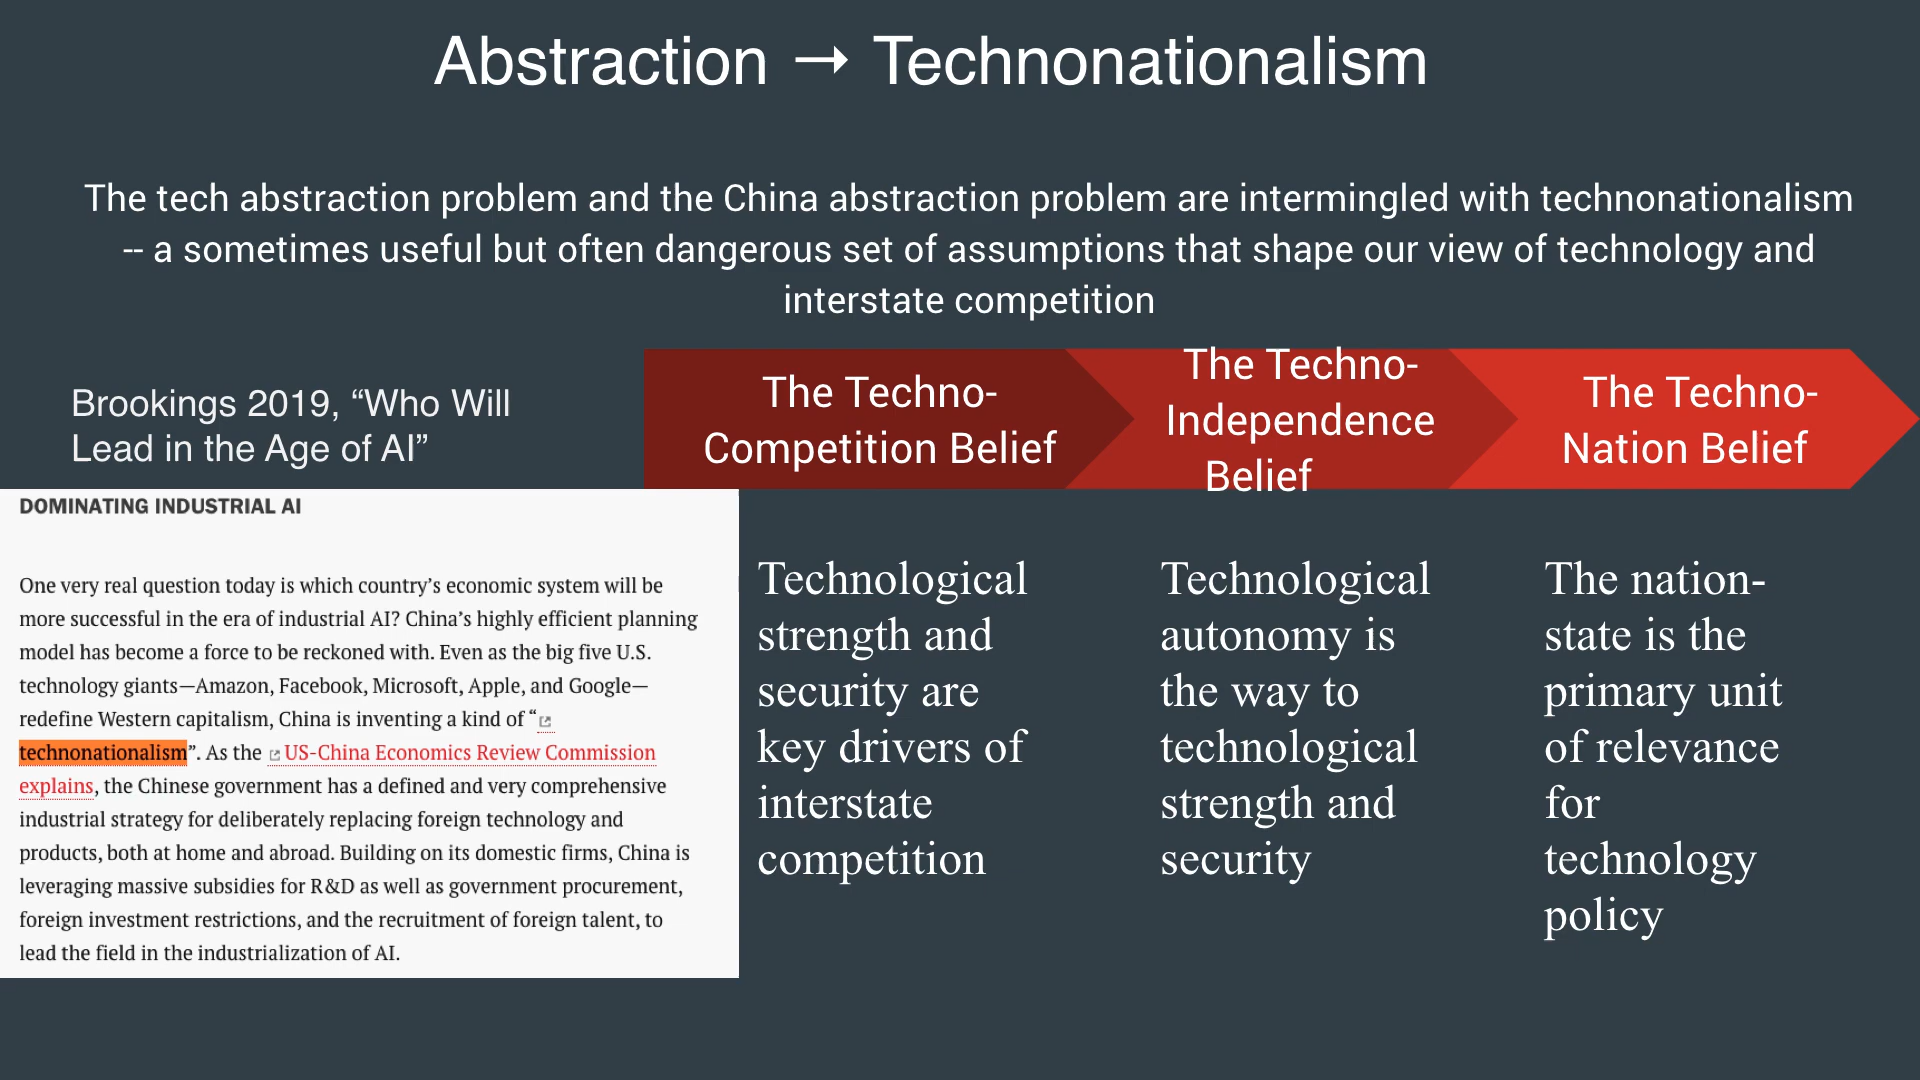 Abstraction → Technonationalism
The tech abstraction problem and the China abstraction problem are intermingled with technonationalism
-- a sometimes useful but often dangerous set of assumptions that shape our view of technology and
interstate competition
Brookings 2019, “Who Will
Lead in the Age of AI”
DOMINATING INDUSTRIAL AI
One very real question today is which country’s economic system will be
more successful in the era of industrial AI? China’s highly efficient planning
model has become a force to be reckoned with. Even as the big five U.S.
technology giants—Amazon, Facebook, Microsoft, Apple, and Google—
redefine Western capitalism, China is inventing a kind of “
technonationalism”. As the US-China Economics Review Commission
explains, the Chinese government has a defined and very comprehensive
industrial strategy for deliberately replacing foreign technology and
products, both at home and abroad. Building on its domestic firms, China is
leveraging massive subsidies for R&D as well as government procurement,
foreign investment restrictions, and the recruitment of foreign talent, to
lead the field in the industrialization of AI.
The Techno-
Competition Belief
Technological
strength and
security are
key drivers of
interstate
competition
The Techno-
Independence
Belief
Technological
autonomy is
the way to
technological
strength and
security
The Techno-
Nation Belief
The nation-
state is the
primary unit
of relevance
for
technology
policy